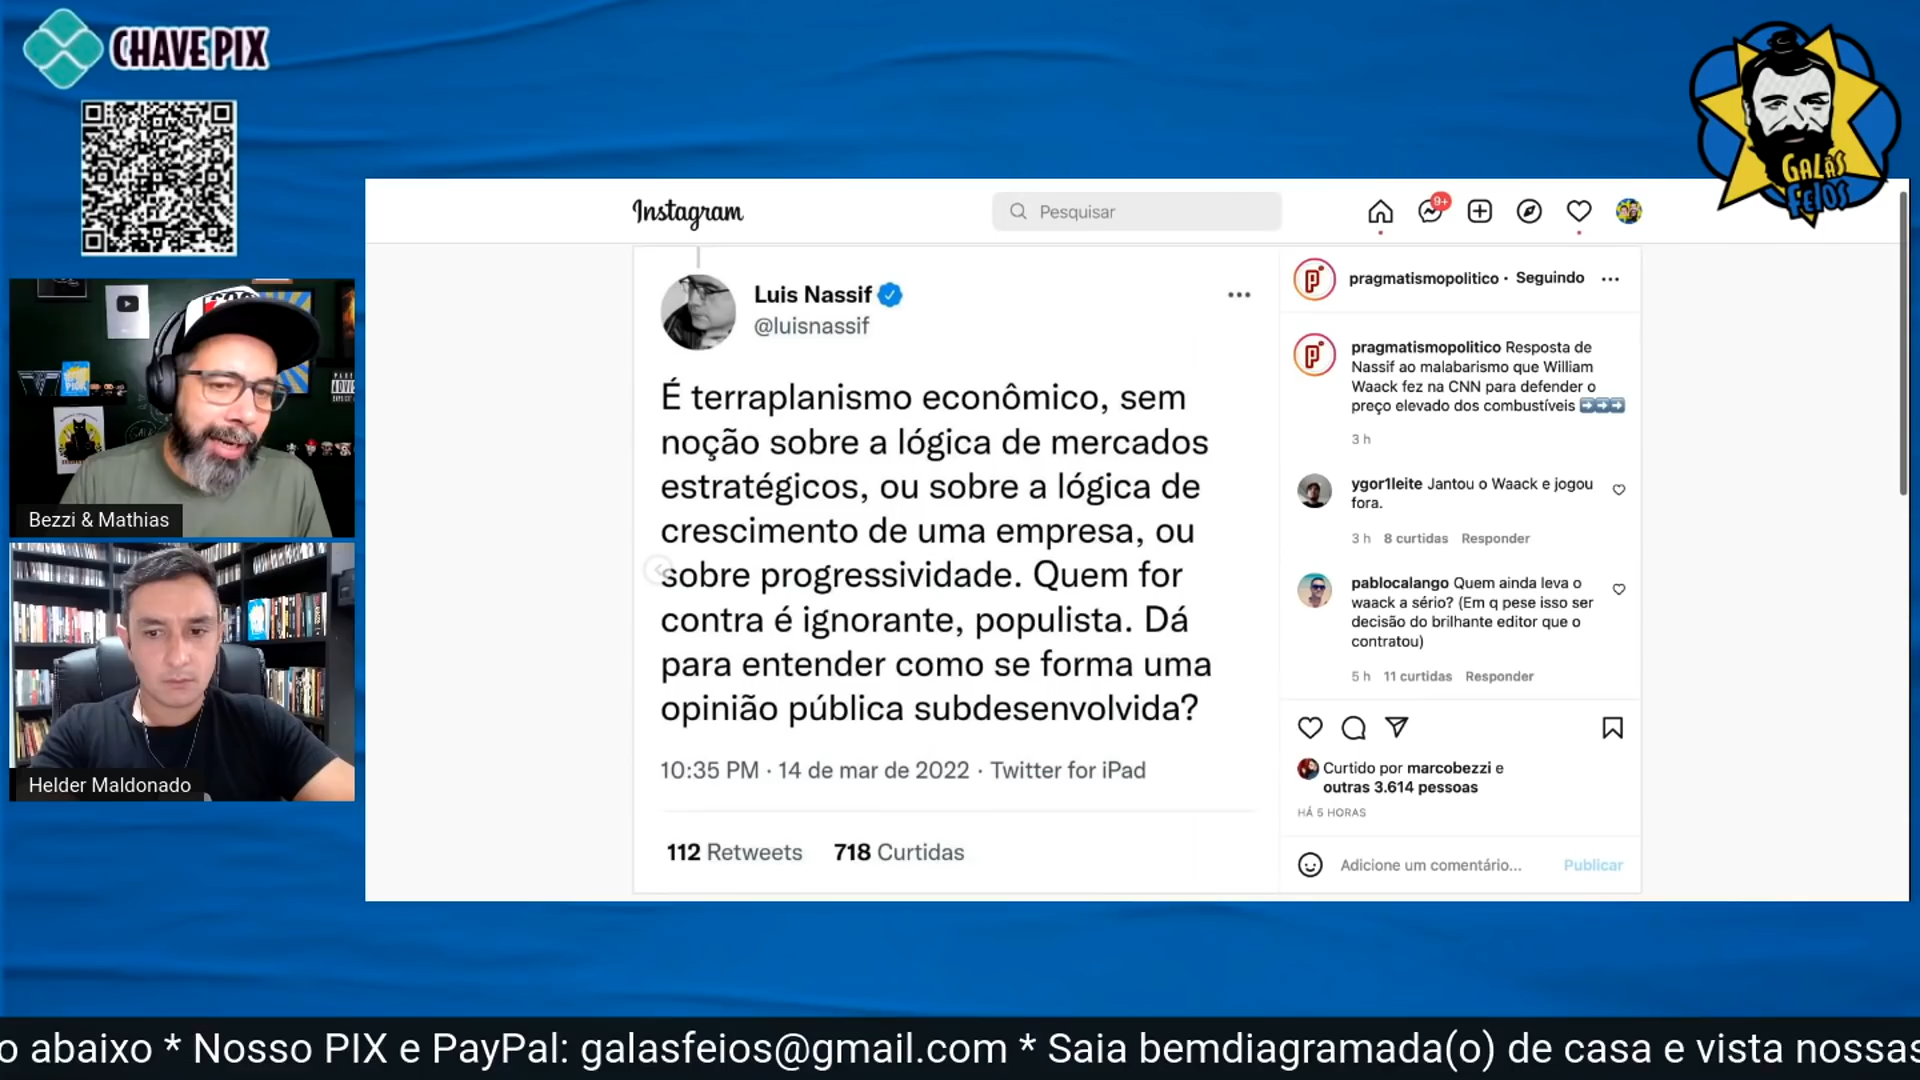 CHAVE PIX
GALÃS
FEIOS
Instagram
Pesquisar
9+
Luis Nassif
@luisnassif
É terraplanismo econômico, sem
noção sobre a lógica de mercados
estratégicos, ou sobre a lógica de
crescimento de uma empresa, ou
sobre progressividade. Quem for
contra é ignorante, populista. Dá
para entender como se forma uma
opinião pública subdesenvolvida?
10:35 PM · 14 de mar de 2022 · Twitter for iPad
112 Retweets 718 Curtidas
pragmatismopolitico · Seguindo
pragmatismopolitico Resposta de
Nassif ao malabarismo que William
Waack fez na CNN para defender o
preço elevado dos combustíveis ➡️➡️➡️
3 h
ygor1leite Jantou o Waack e jogou
fora.
3 h 8 curtidas Responder
pablocalango Quem ainda leva o
waack a sério? (Em q pese isso ser
decisão do brilhante editor que o
contratou)
5 h 11 curtidas Responder
Curtido por marcobezzi e
outras 3.614 pessoas
HÁ 5 HORAS
Adicione um comentário... Publicar
Bezzi & Mathias
Helder Maldonado
o abaixo * Nosso PIX e PayPal: galasfeios@gmail.com * Saia bemdiagramada(o) de casa e vista nossas